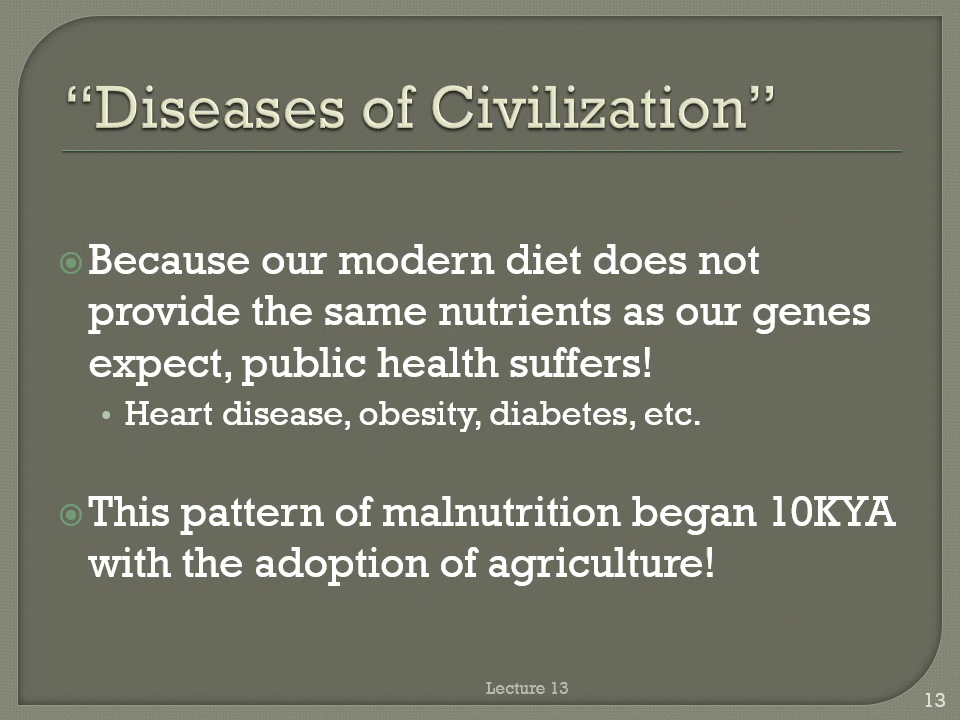 “Diseases of Civilization”
Because our modern diet does not
provide the same nutrients as our genes
expect, public health suffers!
• Heart disease, obesity, diabetes, etc.
This pattern of malnutrition began 10KYA
with the adoption of agriculture!
Lecture 13
13